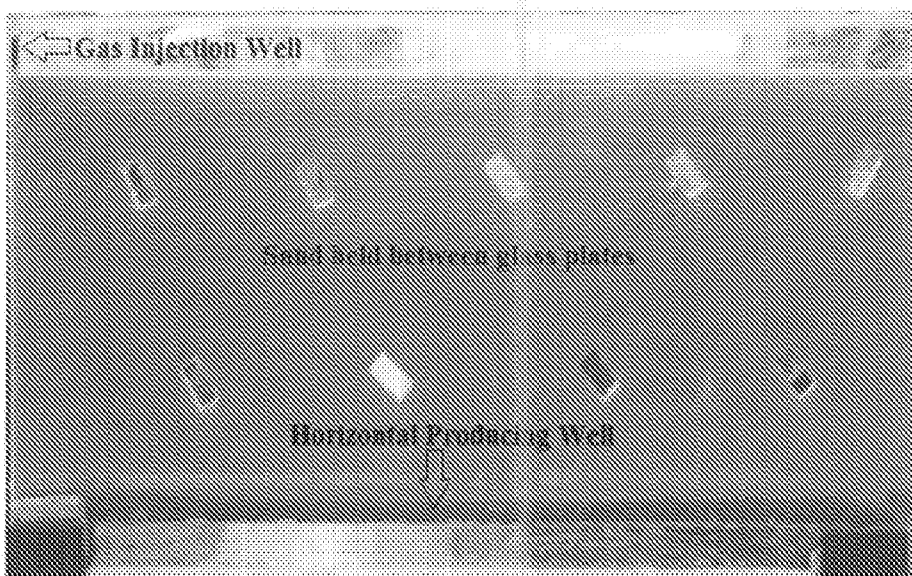 Gas Injection Well
Sand held between glass plates
Horizontal Producing Well